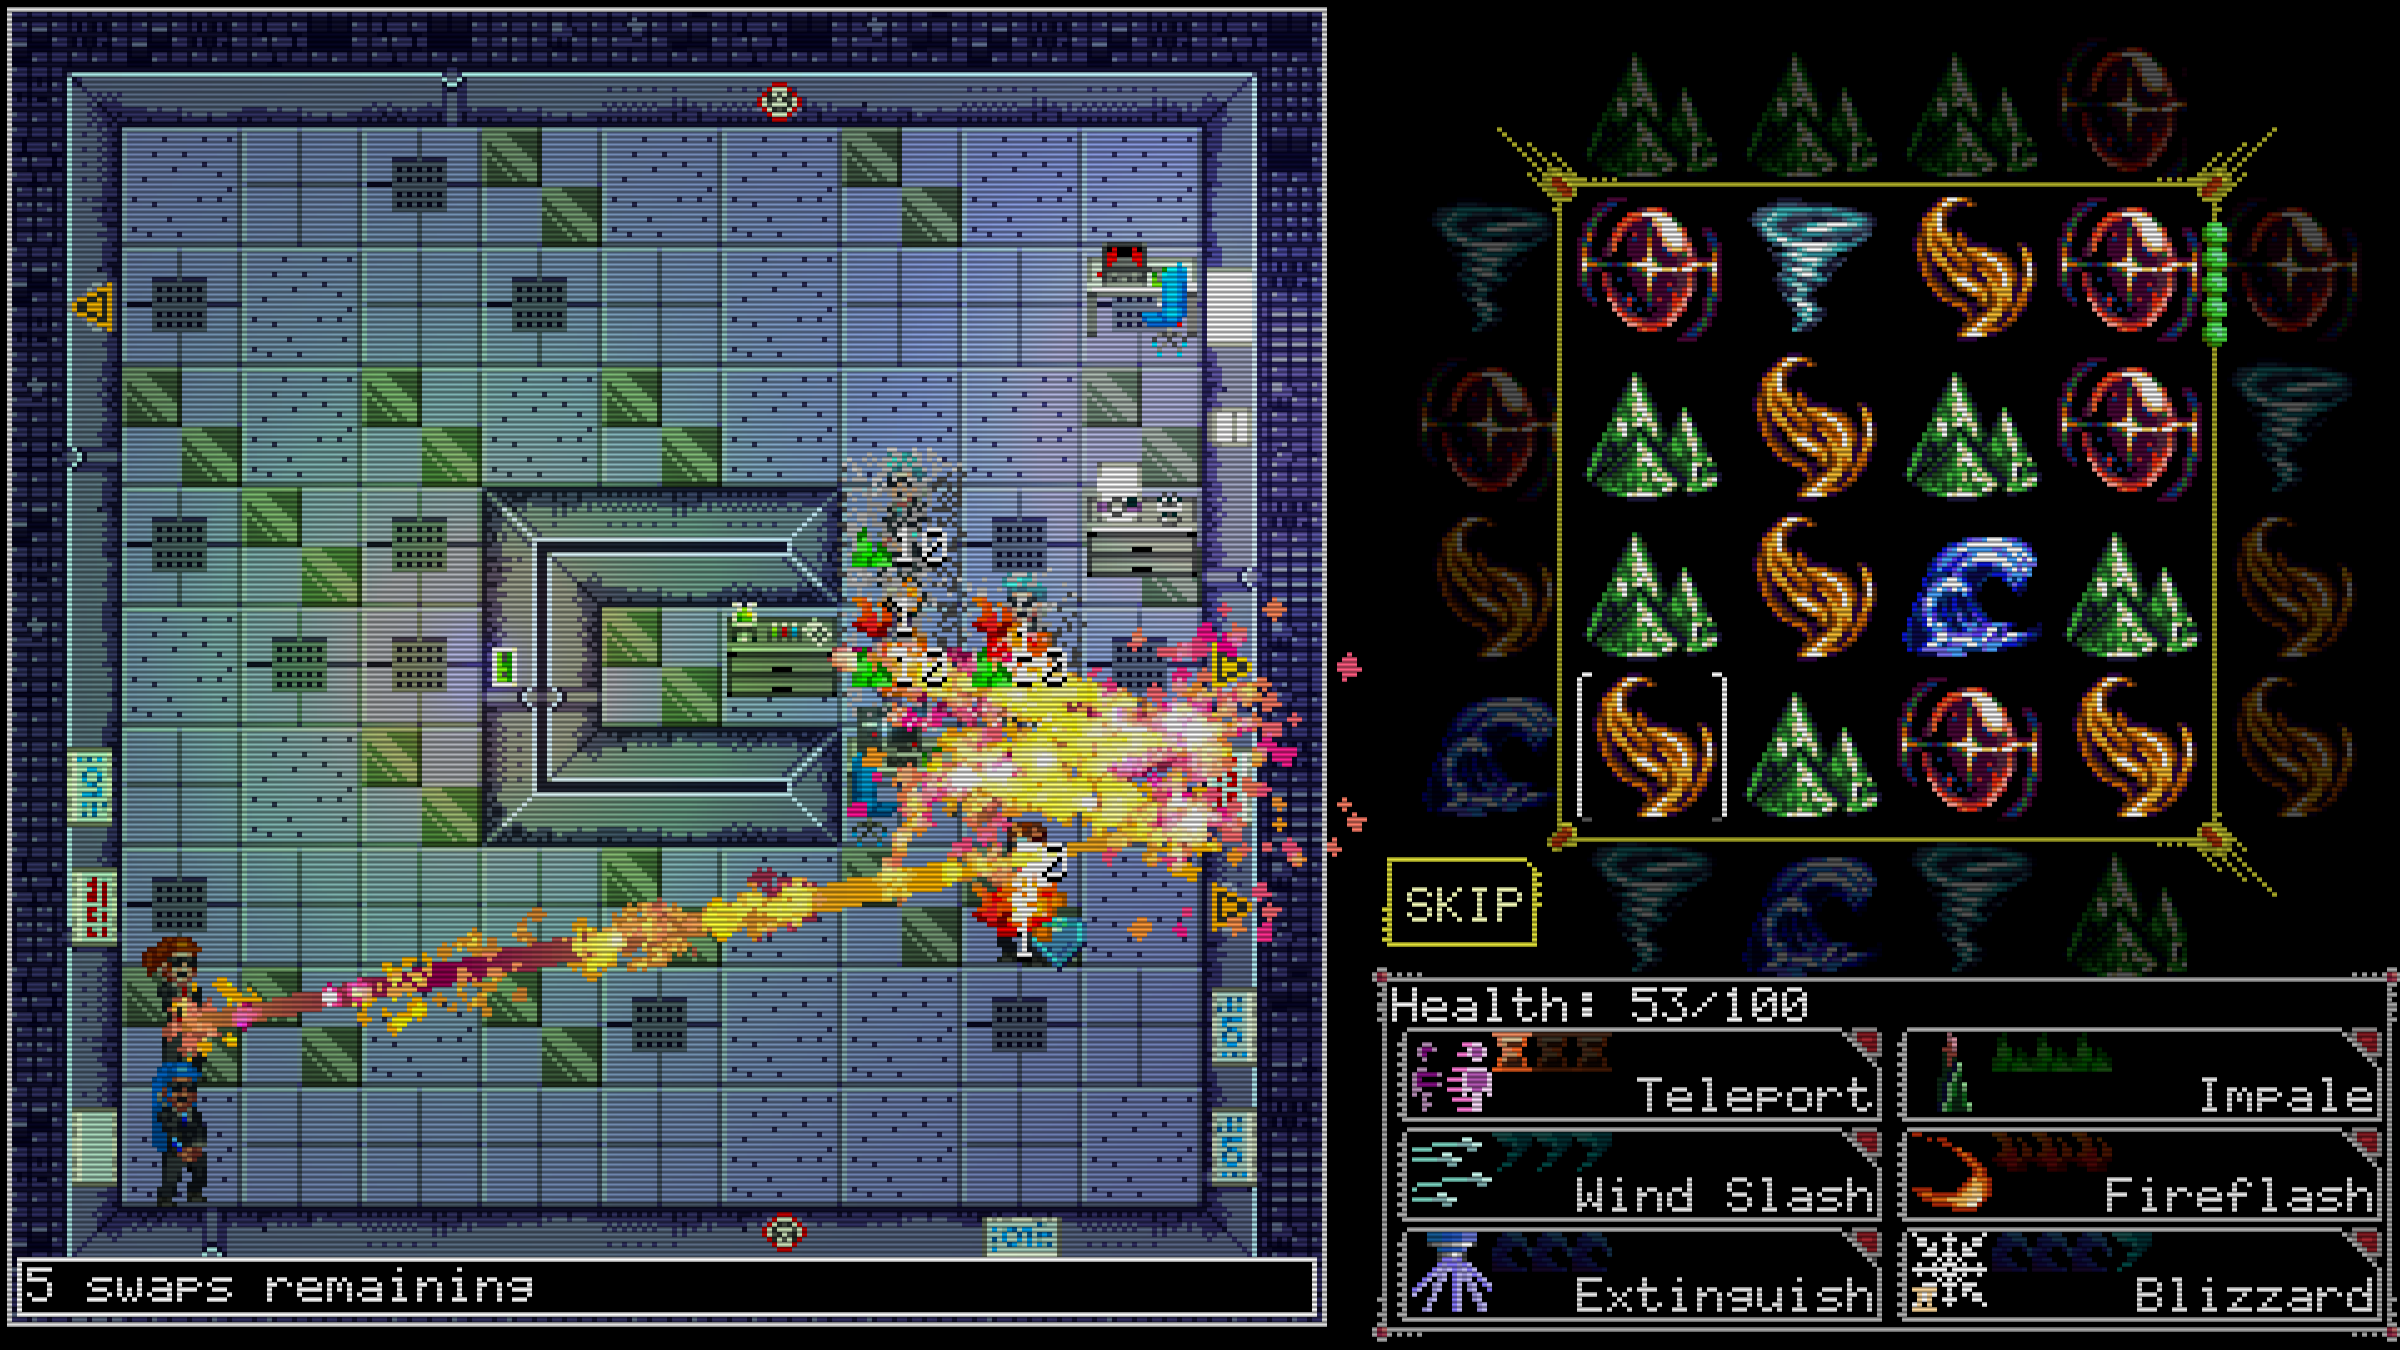 SKIP
Health: 53/100
Teleport
Impale
Wind Slash
Fireflash
Extinguish
Blizzard
5 swaps remaining